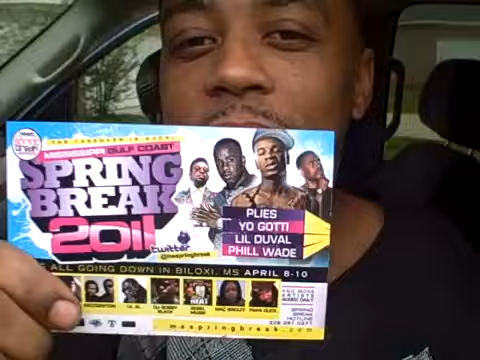 THE TAKEOVER IS BACK!
MISSISSIPPI GULF COAST
SPRING
BREAK
2011
twitter
@msspringbreak
PLIES
YO GOTTI
LIL DUVAL
PHILL WADE
ALL GOING DOWN IN BILOXI, MS APRIL 8-10
LIL AL
DJ BOBBY
BLACK
MAC BREEZY
AND MORE
ARTISTS
ADDED DAILY
SPRING
BREAK
HOTLINE
msspringbreak.com